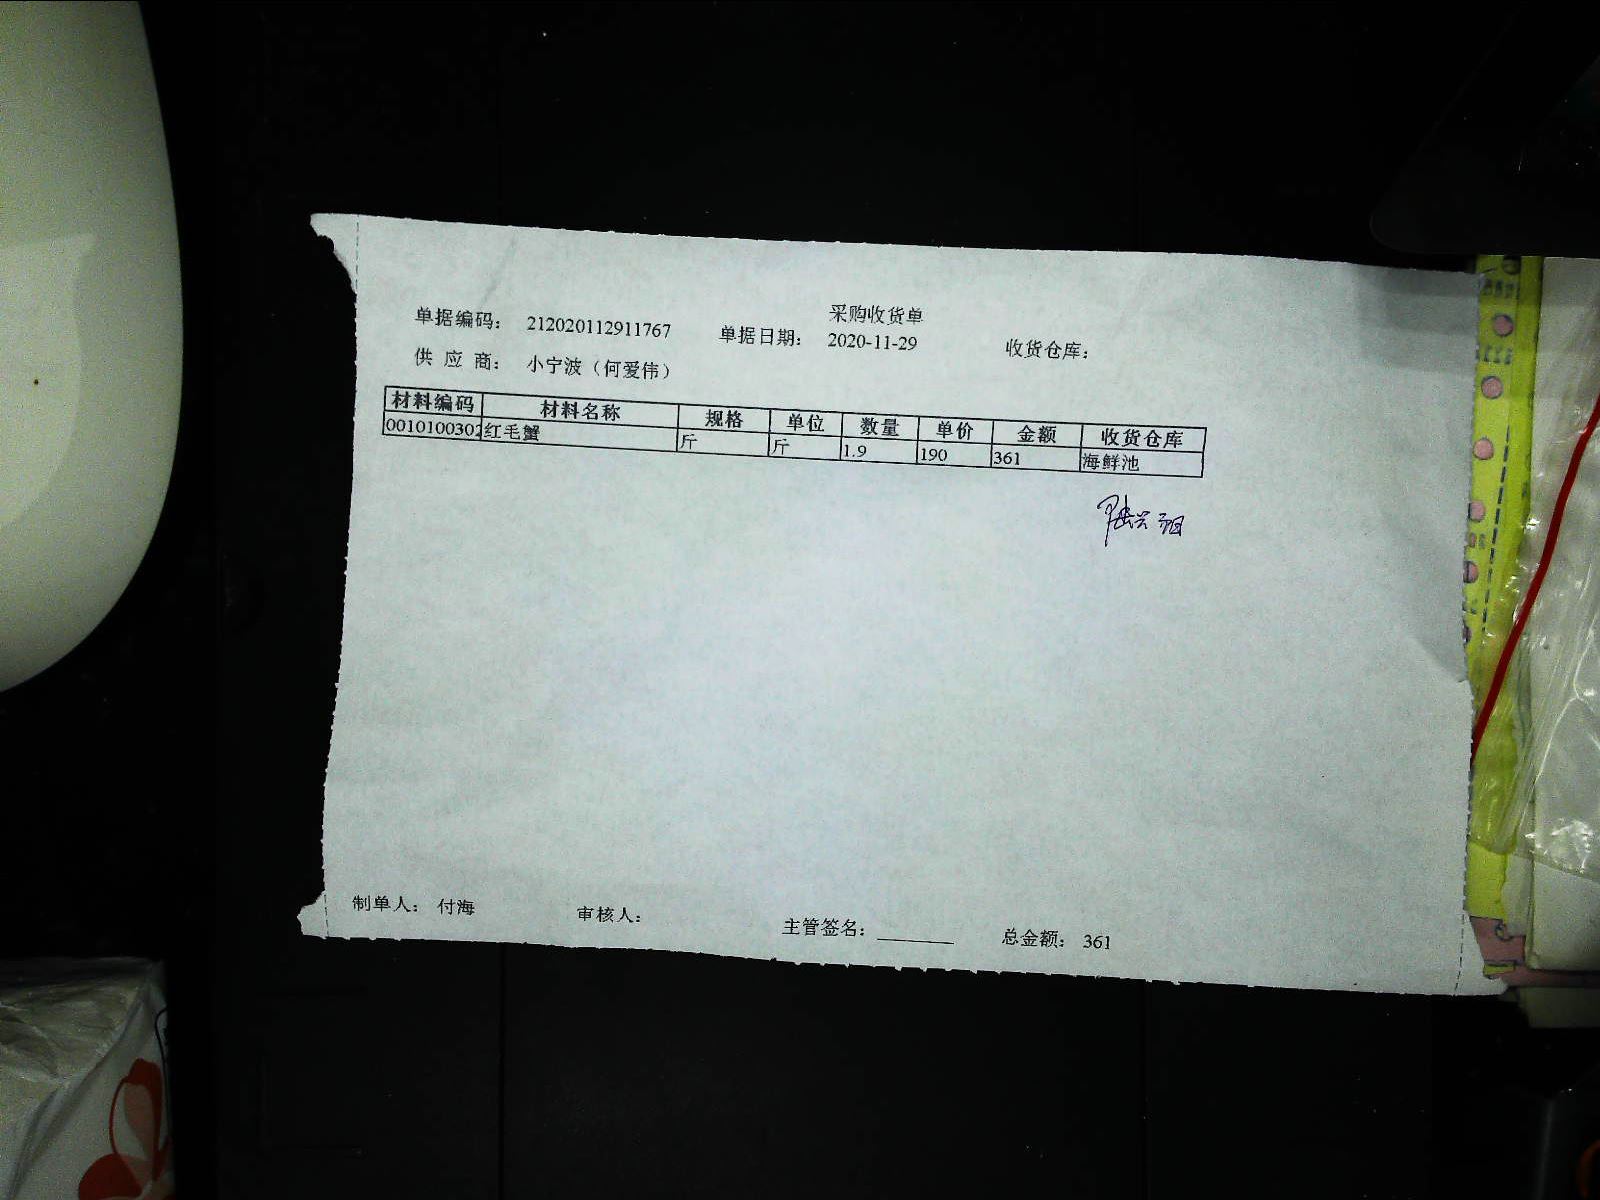 采购收货单
单据编码： 212020112911767 单据日期： 2020-11-29 收货仓库：
供 应 商： 小宁波（何爱伟）
材料编码 材料名称 规格 单位 数量 单价 金额 收货仓库
0010100302 红毛蟹 斤 斤 1.9 190 361 海鲜池
制单人： 付海 审核人： 主管签名： 总金额： 361